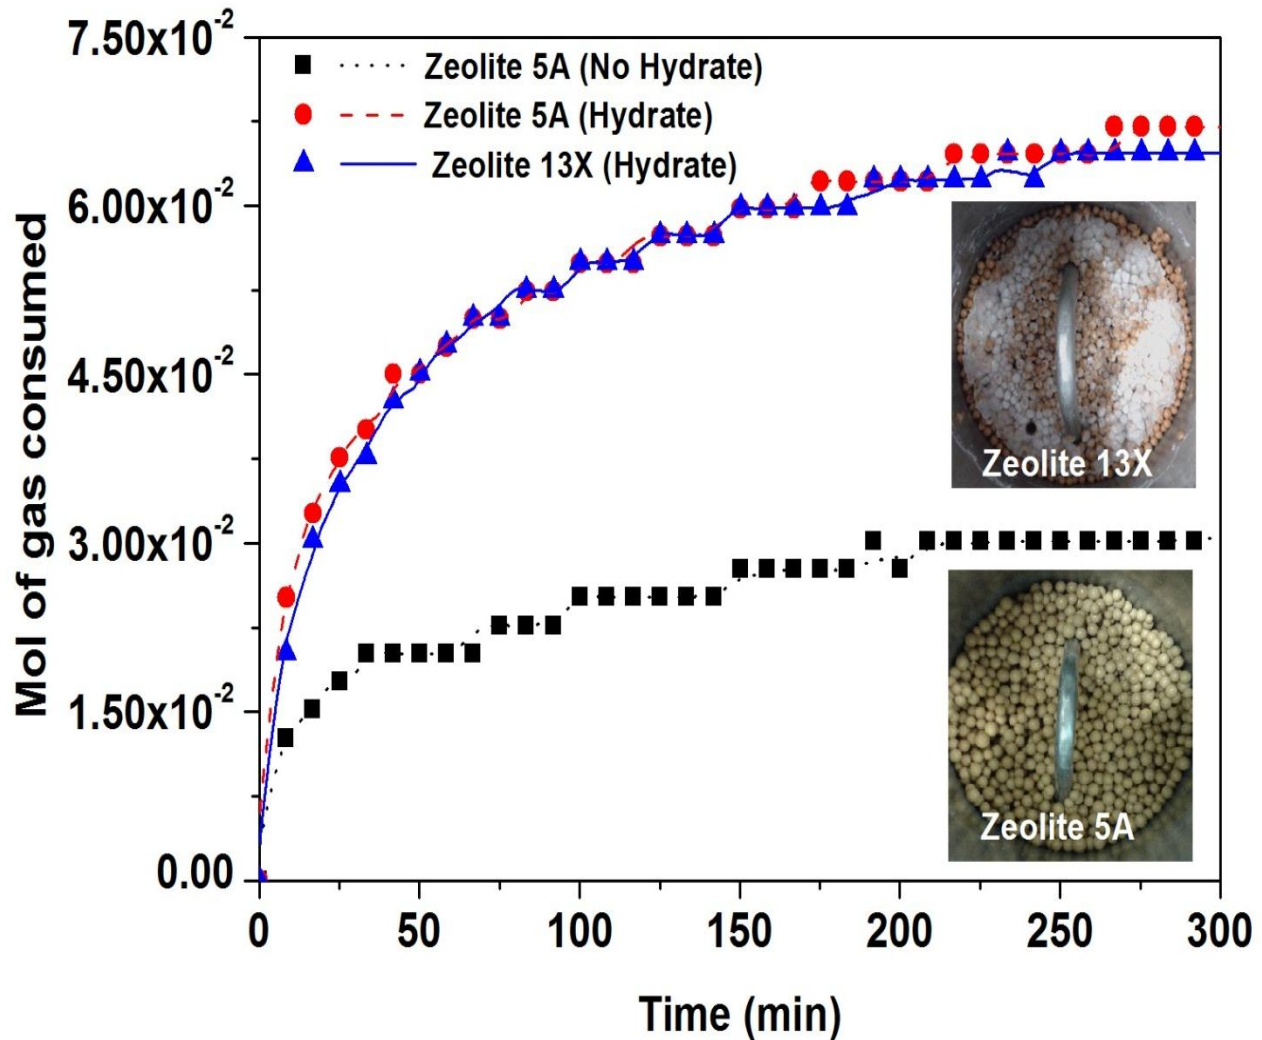 7.50x10⁻²
6.00x10⁻²
4.50x10⁻²
3.00x10⁻²
1.50x10⁻²
0.00
Mol of gas consumed
Zeolite 5A (No Hydrate)
Zeolite 5A (Hydrate)
Zeolite 13X (Hydrate)
Zeolite 13X
Zeolite 5A
0 50 100 150 200 250 300
Time (min)